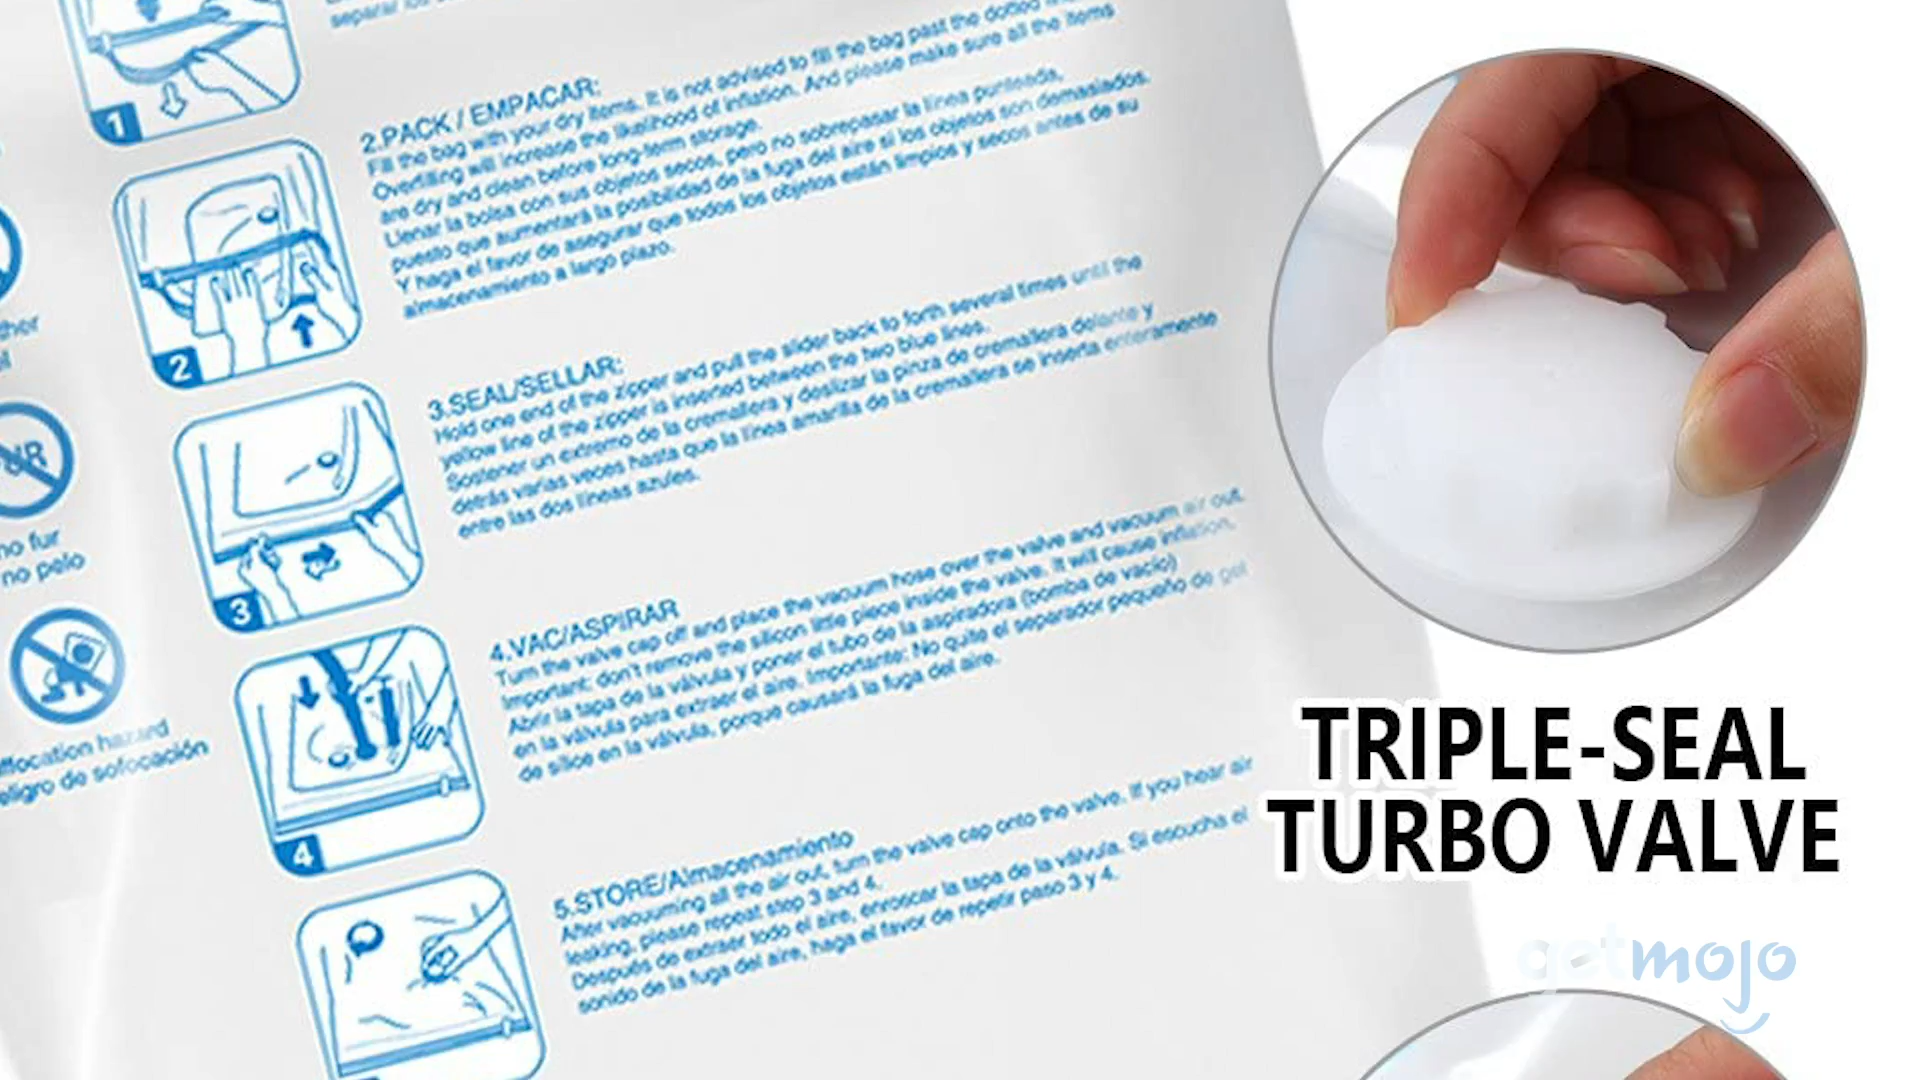 separar los
1
2.PACK / EMPACAR:
Fill the bag with your dry items. It is not advised to fill the bag past the dotted
Overfilling will increase the likelihood of inflation. And please make sure all the items
are dry and clean before long-term storage.
Llenar la bolsa con sus objetos secos, pero no sobrepasar la línea punteada,
puesto que aumentará la posibilidad de la fuga del aire si los objetos son demasiados.
Y haga el favor de asegurar que todos los objetos están limpios y secos antes de su
almacenamiento a largo plazo.
2
3.SEAL/SELLAR:
Hold one end of the zipper and pull the slider back to forth several times until the
yellow line of the zipper is inserted between the two blue lines.
Sostener un extremo de la cremallera y deslizar la pinza de cremallera delante y
detrás varias veces hasta que la línea amarilla de la cremallera se inserta enteramente
entre las dos líneas azules.
3
no fur
no pelo
4.VAC/ASPIRAR
Turn the valve cap off and place the vacuum hose over the valve and vacuum air out.
Important: don't remove the silicon little piece inside the valve. It will cause inflation.
Abrir la tapa de la válvula y poner el tubo de la aspiradora (bomba de vacío)
en la válvula para extraer el aire. Importante: No quite el separador pequeño de gel
de sílice en la válvula, porque causará la fuga del aire.
4
ffocation hazard
eligro de sofocación
5.STORE/Almacenamiento
After vacuuming all the air out, turn the valve cap onto the valve. If you hear air
leaking, please repeat step 3 and 4.
Después de extraer todo el aire, enroscar la tapa de la válvula. Si escucha el
sonido de la fuga del aire, haga el favor de repetir paso 3 y 4.
TRIPLE-SEAL
TURBO VALVE
getmojo